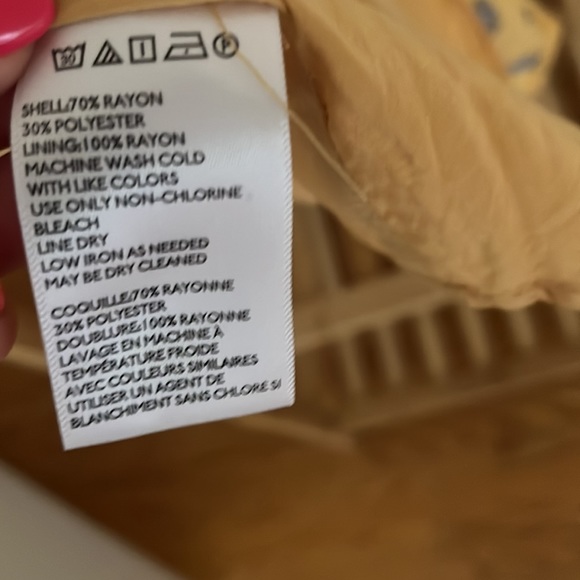 30 P
SHELL:70% RAYON
30% POLYESTER
LINING:100% RAYON
MACHINE WASH COLD
WITH LIKE COLORS
USE ONLY NON-CHLORINE
BLEACH
LINE DRY
LOW IRON AS NEEDED
MAY BE DRY CLEANED
COQUILLE:70% RAYONNE
30% POLYESTER
DOUBLURE:100% RAYONNE
LAVAGE EN MACHINE À
TEMPÉRATURE FROIDE
AVEC COULEURS SIMILAIRES
UTILISER UN AGENT DE
BLANCHIMENT SANS CHLORE SI